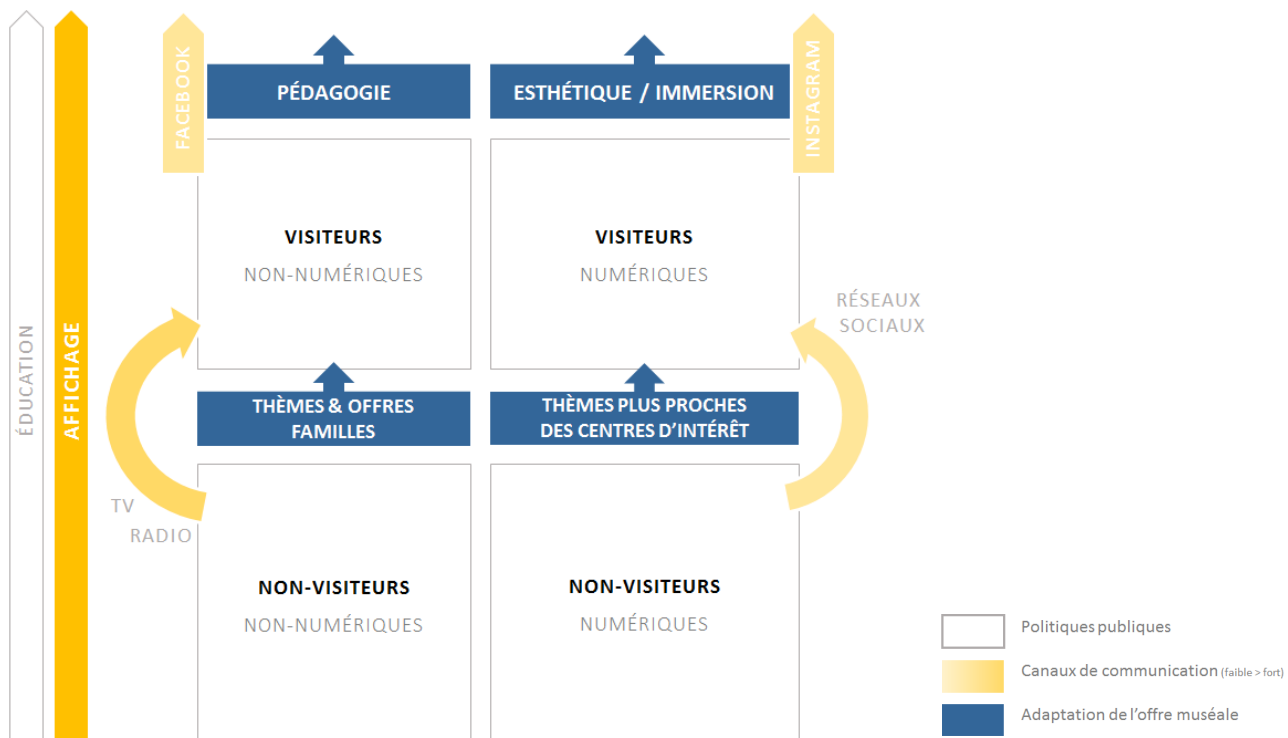 ÉDUCATION
AFFICHAGE
FACEBOOK
PÉDAGOGIE
ESTHÉTIQUE / IMMERSION
INSTAGRAM
VISITEURS
NON-NUMÉRIQUES
VISITEURS
NUMÉRIQUES
RÉSEAUX
SOCIAUX
THÈMES & OFFRES
FAMILLES
THÈMES PLUS PROCHES
DES CENTRES D’INTÉRÊT
TV
RADIO
NON-VISITEURS
NON-NUMÉRIQUES
NON-VISITEURS
NUMÉRIQUES
Politiques publiques
Canaux de communication (faible > fort)
Adaptation de l’offre muséale